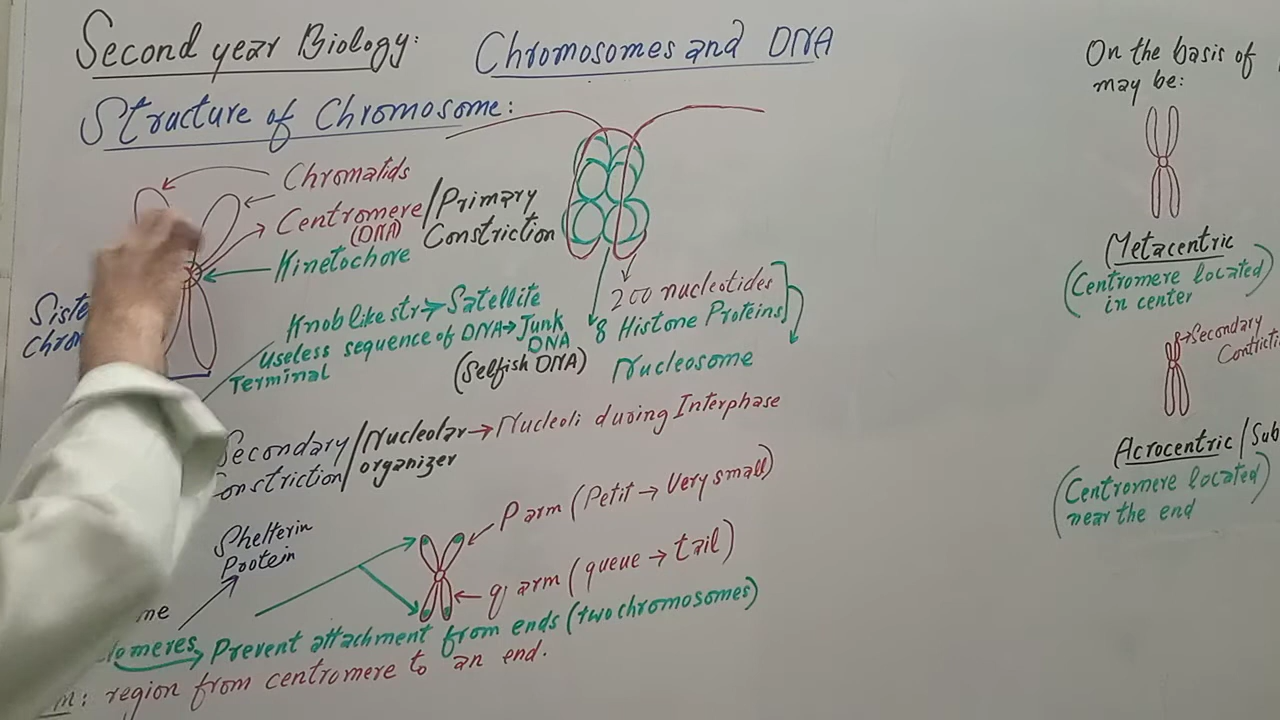 Second year Biology: Chromosomes and DNA
Structure of Chromosome:
Chromatids
Centromere/Primary
(DNA) Constriction
Kinetochore
Knoblike str→Satellite
useless sequence of DNA→Junk
DNA
Terminal
(Selfish DNA)
200 nucleotides
8 Histone Proteins
Nucleosome
Secondary/Nucleolar→Nucleoli during Interphase
Constriction/organizer
Shelterin
Protein
P arm (Petit→Very small)
q arm (queue→tail)
Prevent attachment from ends (two chromosomes)
region from centromere to an end.
On the basis of
may be:
Metacentric
(Centromere located)
in center
Secondary
Acrocentric/Sub
(Centromere located)
near the end